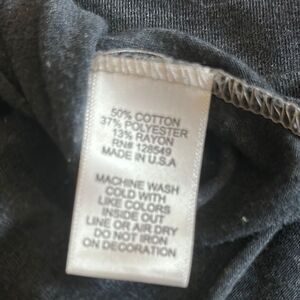 50% COTTON
37% POLYESTER
13% RAYON
RN# 128549
MADE IN U.S.A
MACHINE WASH
COLD WITH
LIKE COLORS
INSIDE OUT
LINE OR AIR DRY
DO NOT IRON
ON DECORATION